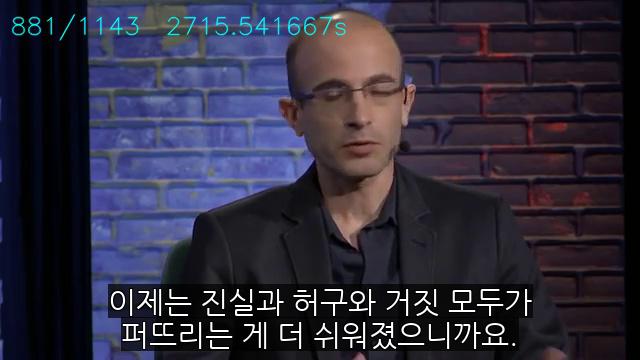 881/1143 2715.541667s
이제는 진실과 허구와 거짓 모두가
퍼뜨리는 게 더 쉬워졌으니까요.